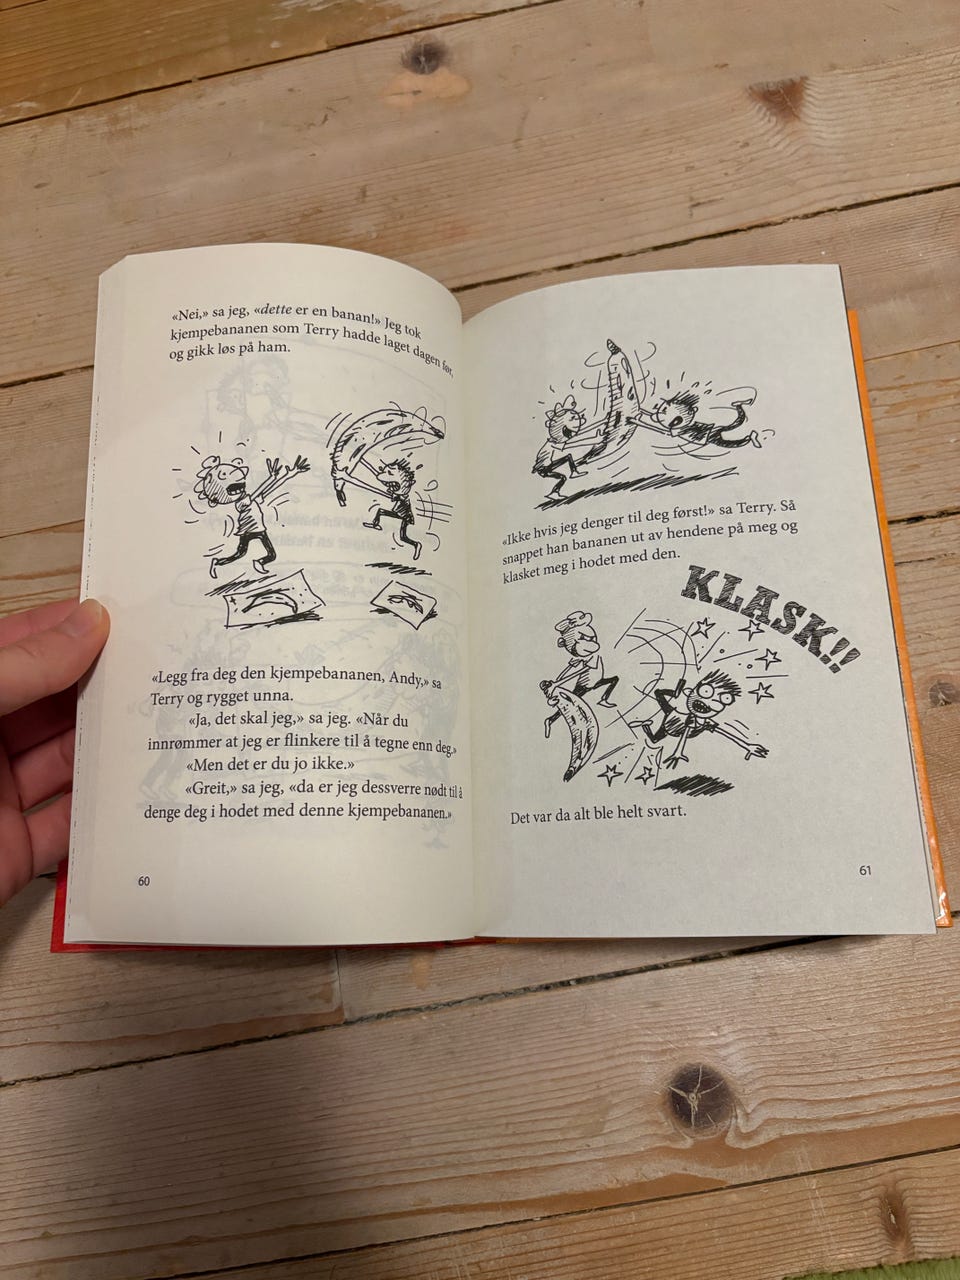 «Nei,» sa jeg, «dette er en banan!» Jeg tok
kjempebananen som Terry hadde laget dagen før,
og gikk løs på ham.
«Legg fra deg den kjempebananen, Andy,» sa
Terry og rygget unna.
«Ja, det skal jeg,» sa jeg. «Når du
innrømmer at jeg er flinkere til å tegne enn deg.»
«Men det er du jo ikke.»
«Greit,» sa jeg, «da er jeg dessverre nødt til å
denge deg i hodet med denne kjempebananen.»
60
«Ikke hvis jeg denger til deg først!» sa Terry. Så
snappet han bananen ut av hendene på meg og
klasket meg i hodet med den.
KLASK!!
Det var da alt ble helt svart.
61